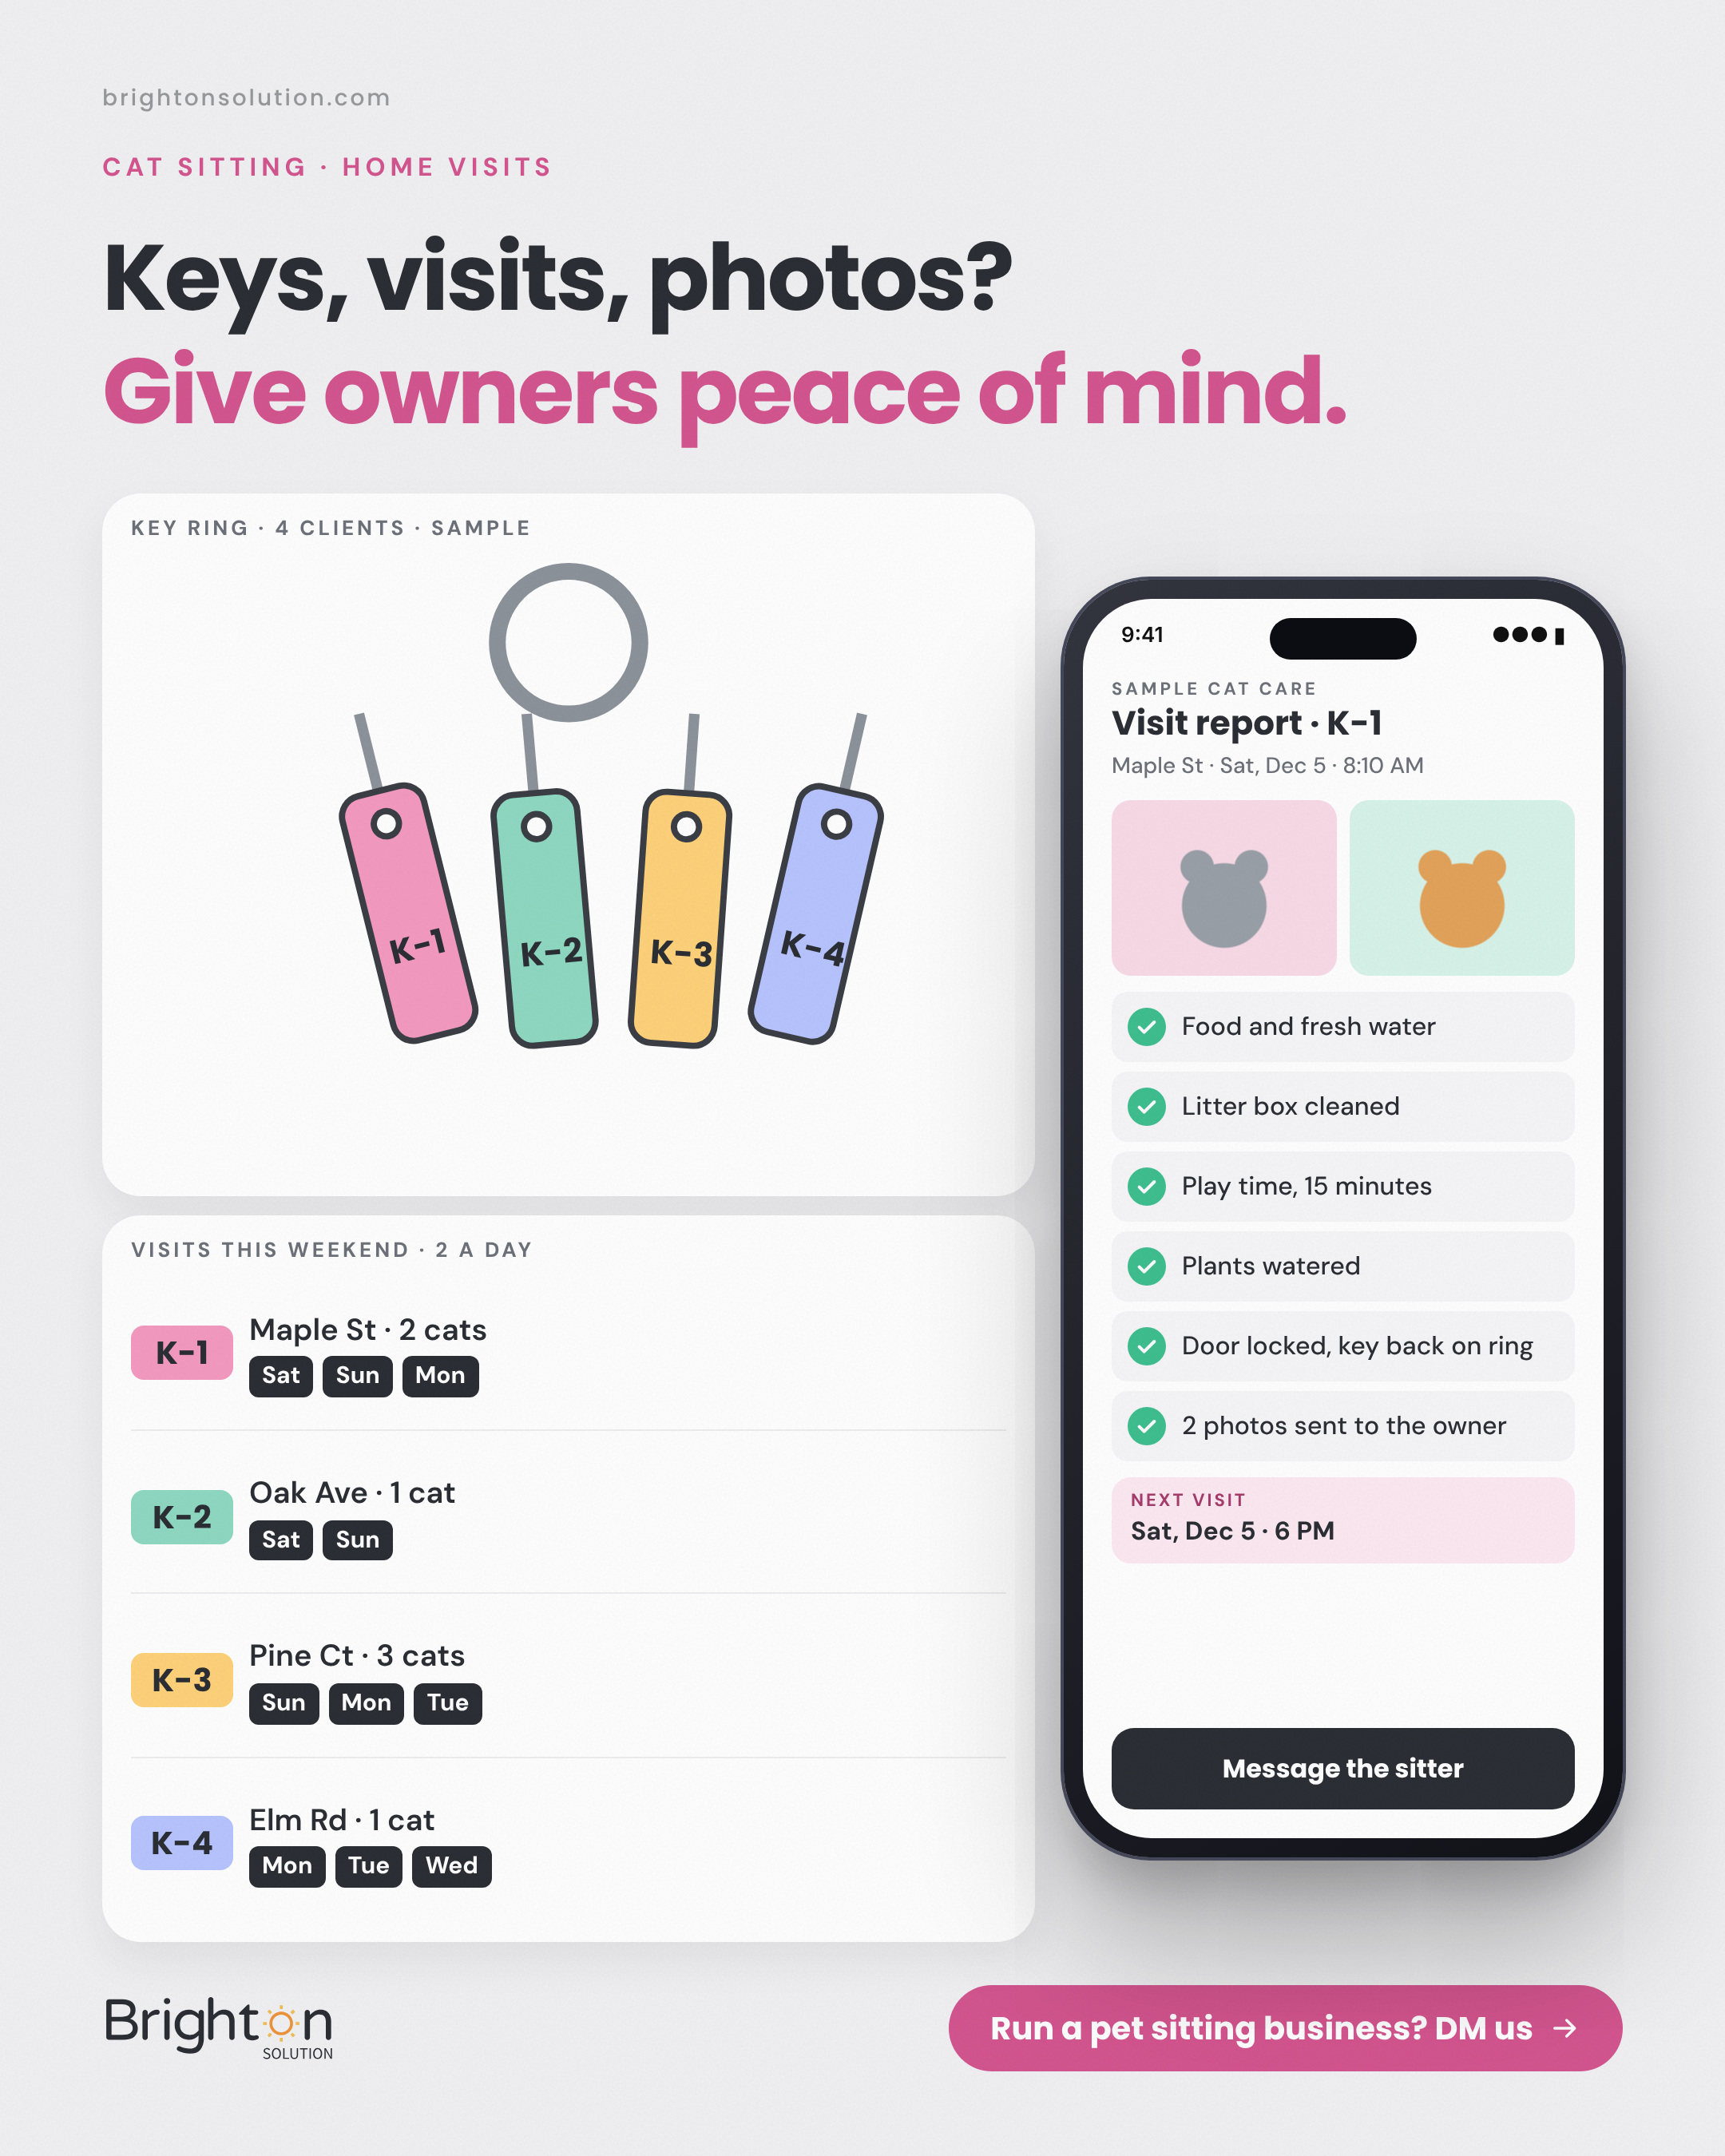 brightonsolution.com
CAT SITTING · HOME VISITS
Keys, visits, photos?
Give owners peace of mind.
KEY RING · 4 CLIENTS · SAMPLE
K-1
K-2
K-3
K-4
VISITS THIS WEEKEND · 2 A DAY
K-1
Maple St · 2 cats
Sat Sun Mon
K-2
Oak Ave · 1 cat
Sat Sun
K-3
Pine Ct · 3 cats
Sun Mon Tue
K-4
Elm Rd · 1 cat
Mon Tue Wed
9:41
SAMPLE CAT CARE
Visit report · K-1
Maple St · Sat, Dec 5 · 8:10 AM
Food and fresh water
Litter box cleaned
Play time, 15 minutes
Plants watered
Door locked, key back on ring
2 photos sent to the owner
NEXT VISIT
Sat, Dec 5 · 6 PM
Message the sitter
Brighton
SOLUTION
Run a pet sitting business? DM us →